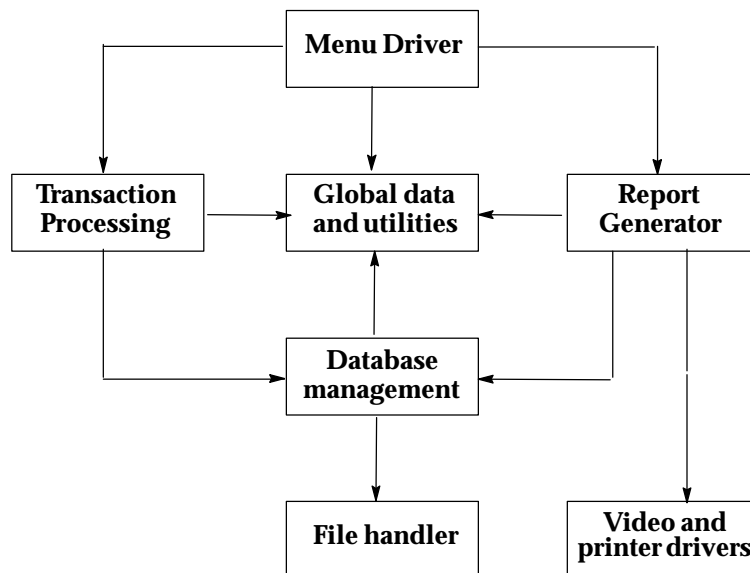 Menu Driver
Transaction
Processing
Global data
and utilities
Report
Generator
Database
management
File handler
Video and
printer drivers